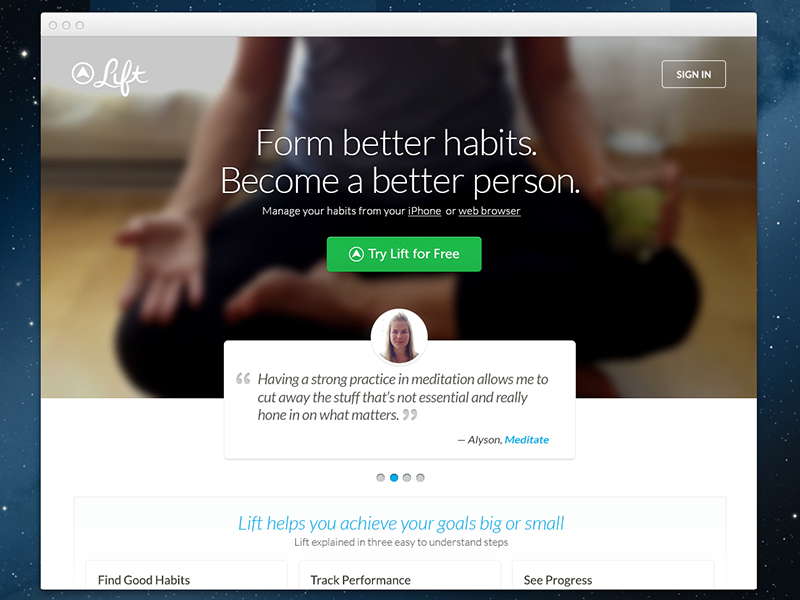 Lift
SIGN IN
Form better habits.
Become a better person.
Manage your habits from your iPhone or web browser
Try Lift for Free
“ Having a strong practice in meditation allows me to
cut away the stuff that’s not essential and really
hone in on what matters. ”
— Alyson, Meditate
Lift helps you achieve your goals big or small
Lift explained in three easy to understand steps
Find Good Habits
Track Performance
See Progress